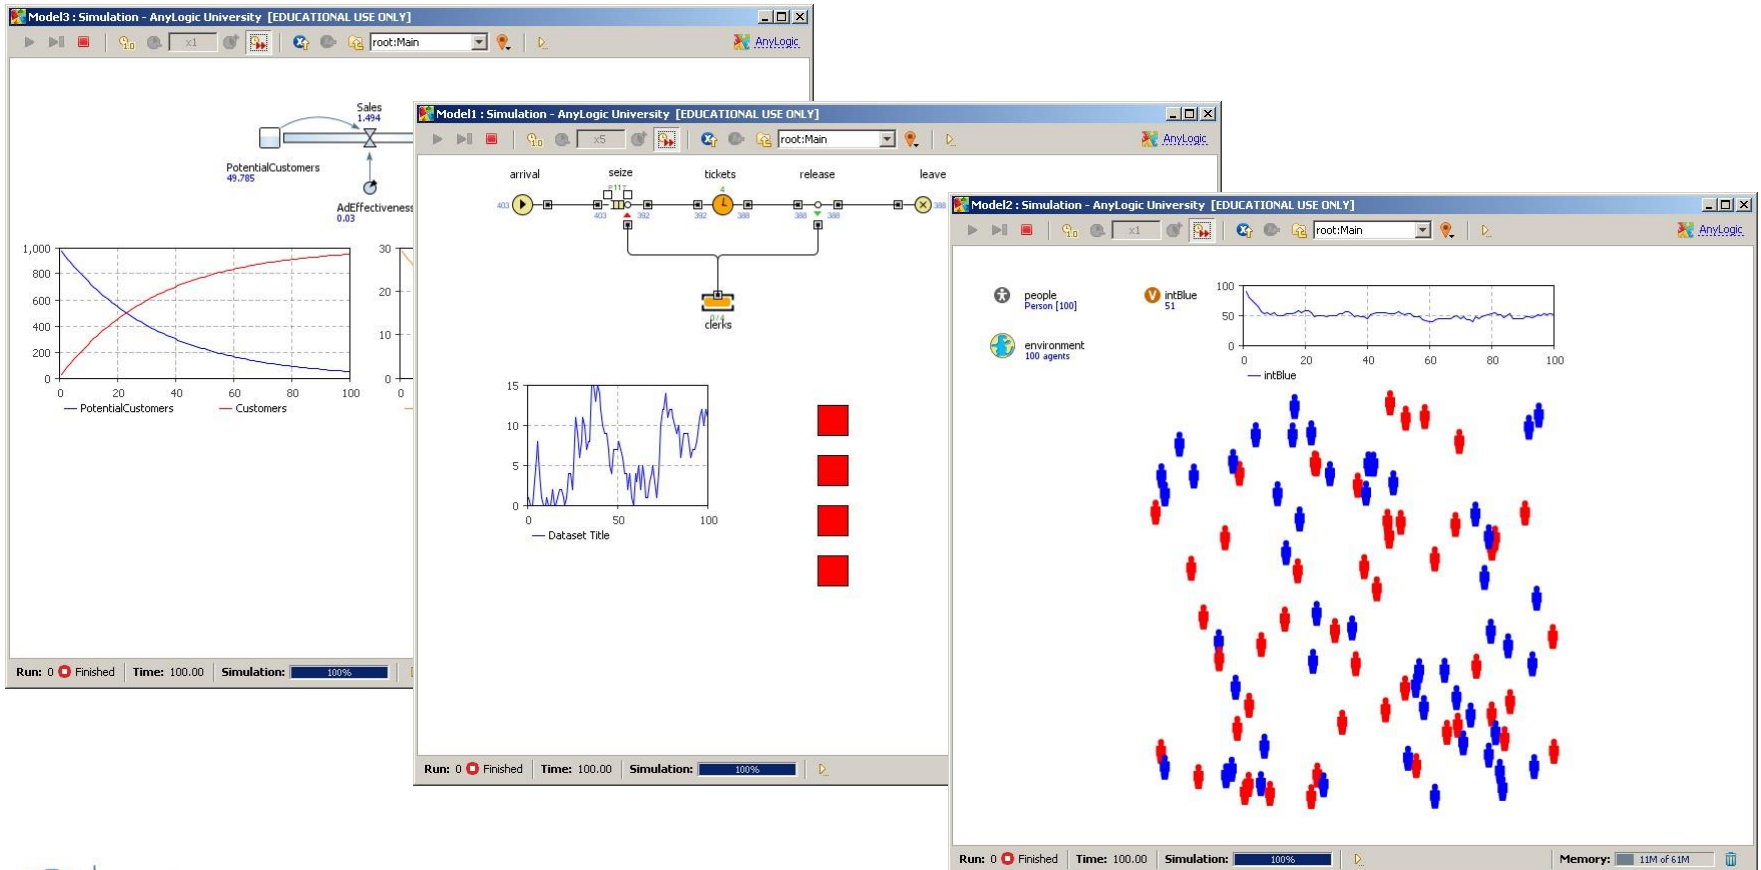 Model3 : Simulation - AnyLogic University [EDUCATIONAL USE ONLY]
x1
root:Main
AnyLogic
Sales
1.494
PotentialCustomers
49.785
AdEffectiveness
0.03
1,000
800
600
400
200
0
0 20 40 60 80 100
PotentialCustomers Customers
30
20
10
0
0
Run: 0 Finished Time: 100.00 Simulation: 100%
Model1 : Simulation - AnyLogic University [EDUCATIONAL USE ONLY]
x5
root:Main
AnyLogic
arrival seize tickets release leave
4
403 403 392 392 388 388 388 388
clerks
15
10
5
0
0 50 100
Dataset Title
Run: 0 Finished Time: 100.00 Simulation: 100%
Model2 : Simulation - AnyLogic University [EDUCATIONAL USE ONLY]
x1
root:Main
AnyLogic
people
Person [100]
intBlue
51
environment
100 agents
100
50
0
0 20 40 60 80 100
intBlue
Run: 0 Finished Time: 100.00 Simulation: 100% Memory: 11M of 61M